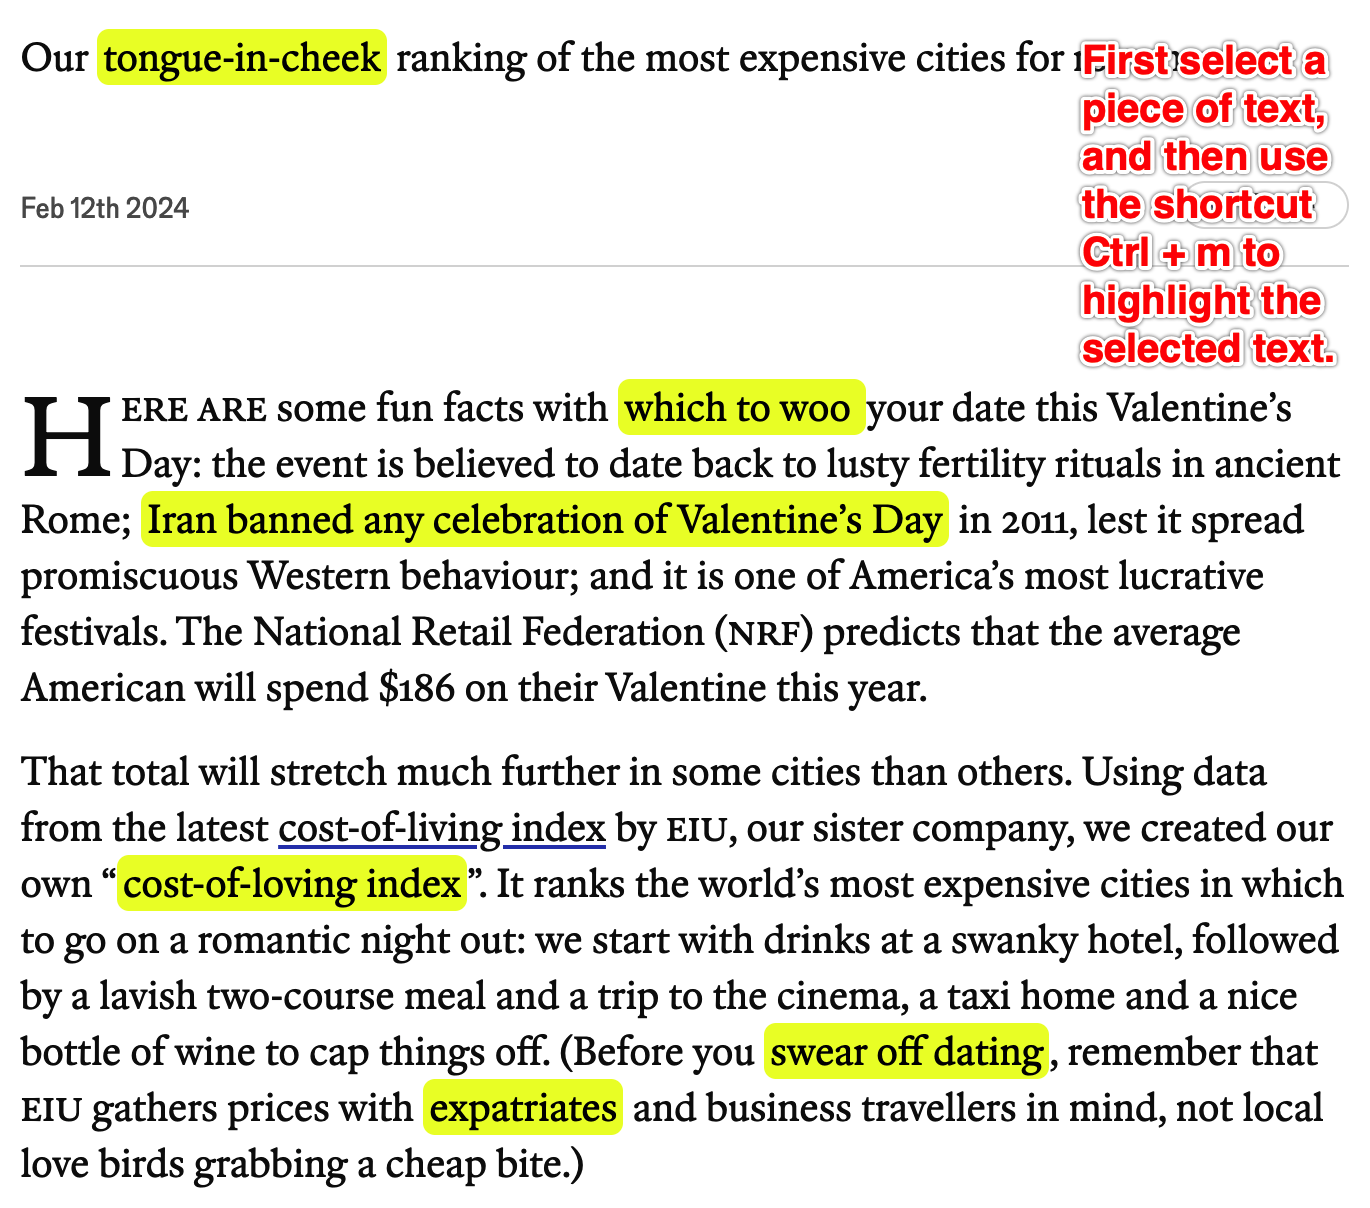 Our tongue-in-cheek ranking of the most expensive cities for
First select a
piece of text,
and then use
the shortcut
Ctrl + m to
highlight the
selected text.
Feb 12th 2024
HERE ARE some fun facts with which to woo your date this Valentine’s
Day: the event is believed to date back to lusty fertility rituals in ancient
Rome; Iran banned any celebration of Valentine’s Day in 2011, lest it spread
promiscuous Western behaviour; and it is one of America’s most lucrative
festivals. The National Retail Federation (NRF) predicts that the average
American will spend $186 on their Valentine this year.
That total will stretch much further in some cities than others. Using data
from the latest cost-of-living index by EIU, our sister company, we created our
own “cost-of-loving index”. It ranks the world’s most expensive cities in which
to go on a romantic night out: we start with drinks at a swanky hotel, followed
by a lavish two-course meal and a trip to the cinema, a taxi home and a nice
bottle of wine to cap things off. (Before you swear off dating, remember that
EIU gathers prices with expatriates and business travellers in mind, not local
love birds grabbing a cheap bite.)